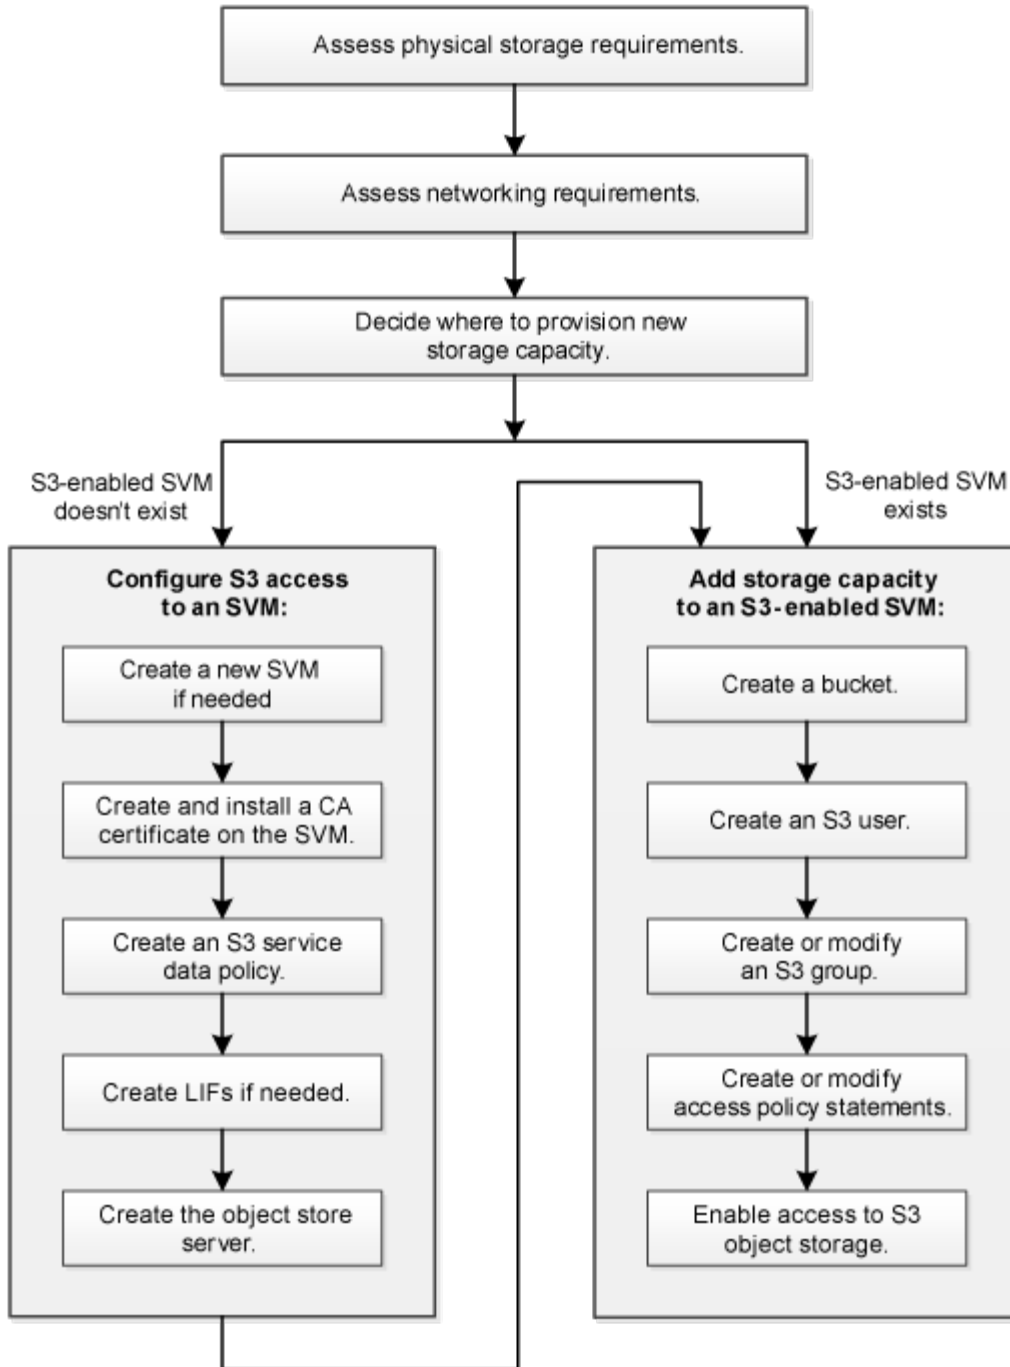 Assess physical storage requirements.
Assess networking requirements.
Decide where to provision new
storage capacity.
S3-enabled SVM
doesn't exist
S3-enabled SVM
exists
Configure S3 access
to an SVM:
Create a new SVM
if needed
Create and install a CA
certificate on the SVM.
Create an S3 service
data policy.
Create LIFs if needed.
Create the object store
server.
Add storage capacity
to an S3-enabled SVM:
Create a bucket.
Create an S3 user.
Create or modify
an S3 group.
Create or modify
access policy statements.
Enable access to S3
object storage.